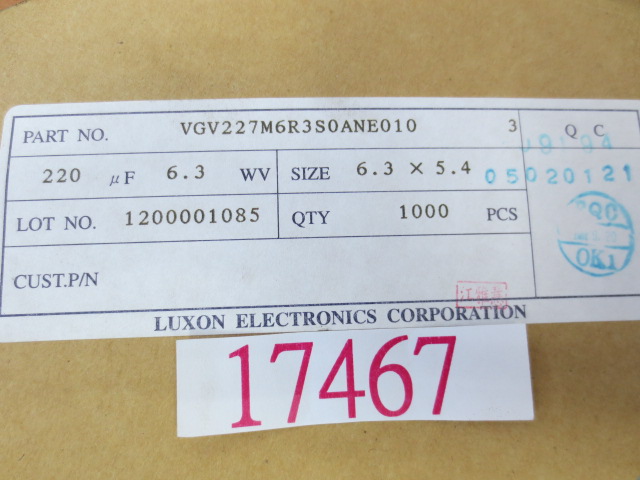 PART NO. VGV227M6R3S0ANE010 3 Q C
220 μF 6.3 WV SIZE 6.3 × 5.4
05020121
LOT NO. 1200001085 QTY 1000 PCS
OK1
CUST.P/N
LUXON ELECTRONICS CORPORATION
17467